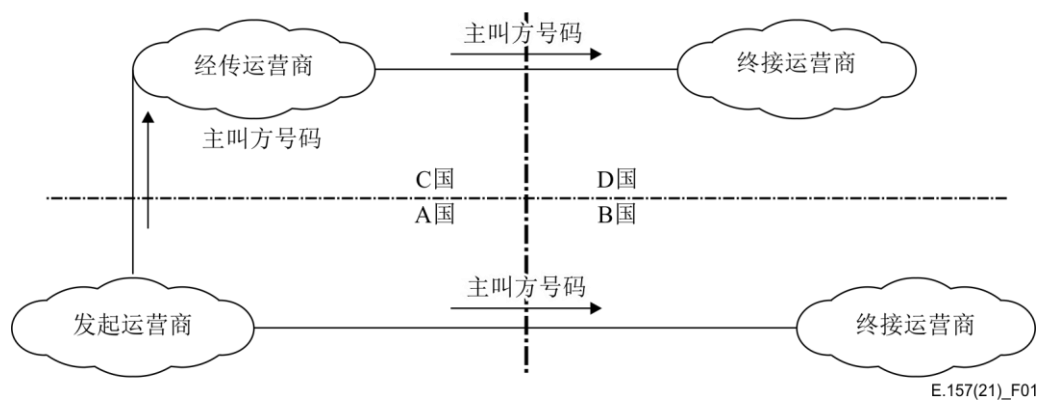 主叫方号码
经传运营商
终接运营商
主叫方号码
C国
D国
A国
B国
主叫方号码
发起运营商
终接运营商
E.157(21)_F01